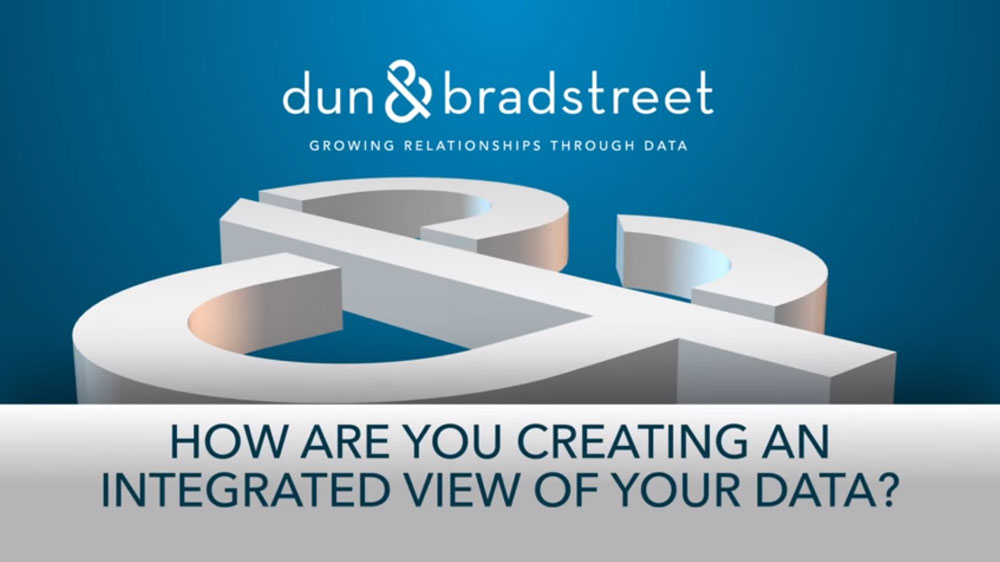 dun & bradstreet
GROWING RELATIONSHIPS THROUGH DATA
HOW ARE YOU CREATING AN
INTEGRATED VIEW OF YOUR DATA?